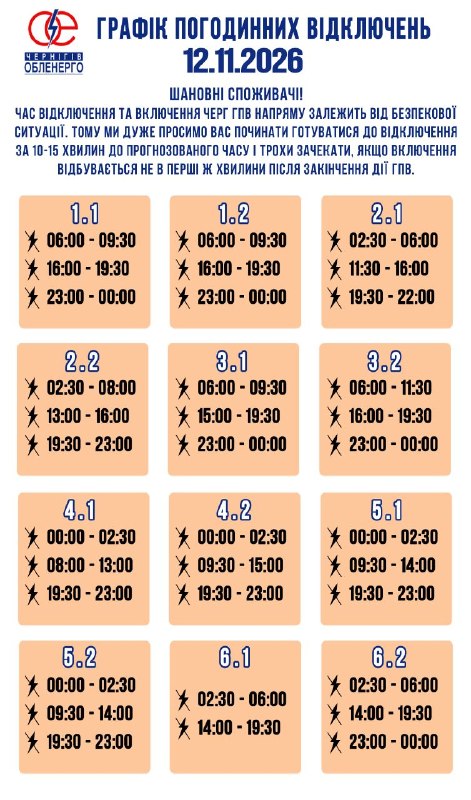 ЧЕРНІГІВ
ОБЛЕНЕРГО
ГРАФІК ПОГОДИННИХ ВІДКЛЮЧЕНЬ
12.11.2026
ШАНОВНІ СПОЖИВАЧІ!
ЧАС ВІДКЛЮЧЕННЯ ТА ВКЛЮЧЕННЯ ЧЕРГ ГПВ НАПРЯМУ ЗАЛЕЖИТЬ ВІД БЕЗПЕКОВОЇ
СИТУАЦІЇ. ТОМУ МИ ДУЖЕ ПРОСИМО ВАС ПОЧИНАТИ ГОТУВАТИСЯ ДО ВІДКЛЮЧЕННЯ
ЗА 10-15 ХВИЛИН ДО ПРОГНОЗОВАНОГО ЧАСУ І ТРОХИ ЗАЧЕКАТИ, ЯКЩО ВКЛЮЧЕННЯ
ВІДБУВАЄТЬСЯ НЕ В ПЕРШІ Ж ХВИЛИНИ ПІСЛЯ ЗАКІНЧЕННЯ ДІЇ ГПВ.
1.1
06:00 - 09:30
16:00 - 19:30
23:00 - 00:00
1.2
06:00 - 09:30
16:00 - 19:30
23:00 - 00:00
2.1
02:30 - 06:00
11:30 - 16:00
19:30 - 22:00
2.2
02:30 - 08:00
13:00 - 16:00
19:30 - 23:00
3.1
06:00 - 09:30
15:00 - 19:30
23:00 - 00:00
3.2
06:00 - 11:30
16:00 - 19:30
23:00 - 00:00
4.1
00:00 - 02:30
08:00 - 13:00
19:30 - 23:00
4.2
00:00 - 02:30
09:30 - 15:00
19:30 - 23:00
5.1
00:00 - 02:30
09:30 - 14:00
19:30 - 23:00
5.2
00:00 - 02:30
09:30 - 14:00
19:30 - 23:00
6.1
02:30 - 06:00
14:00 - 19:30
6.2
02:30 - 06:00
14:00 - 19:30
23:00 - 00:00